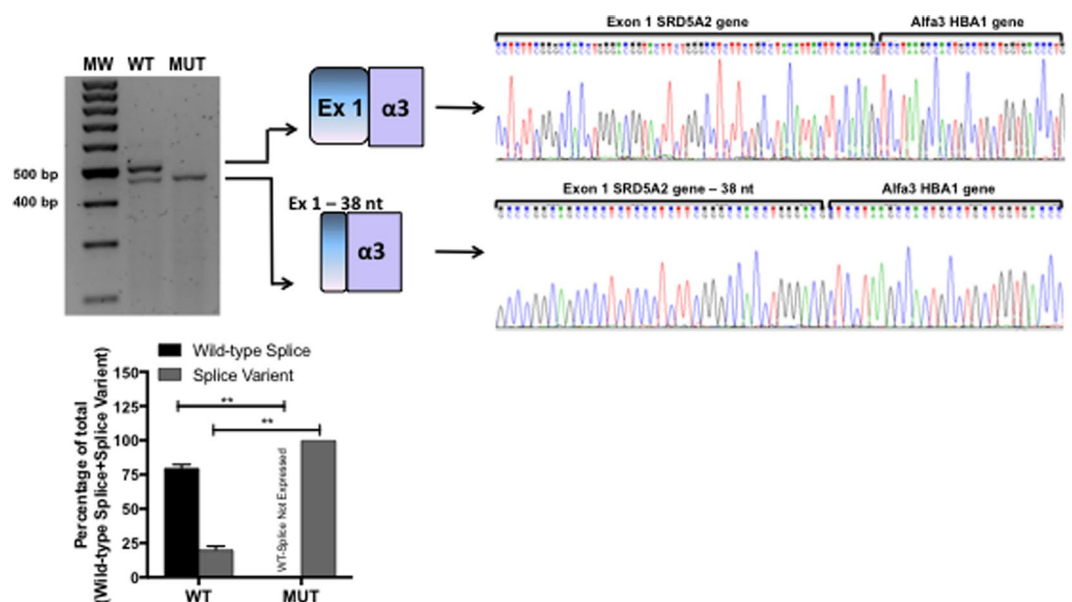 Exon 1 SRD5A2 gene
Alfa3 HBA1 gene
MW WT MUT
Ex 1
α3
500 bp
400 bp
Exon 1 SRD5A2 gene – 38 nt
Alfa3 HBA1 gene
Ex 1 – 38 nt
α3
Wild-type Splice
Splice Varient
Percentage of total
(Wild-type Splice+Splice Varient)
150
125
100
75
50
25
0
**
**
WT-Splice Not Expressed
WT
MUT